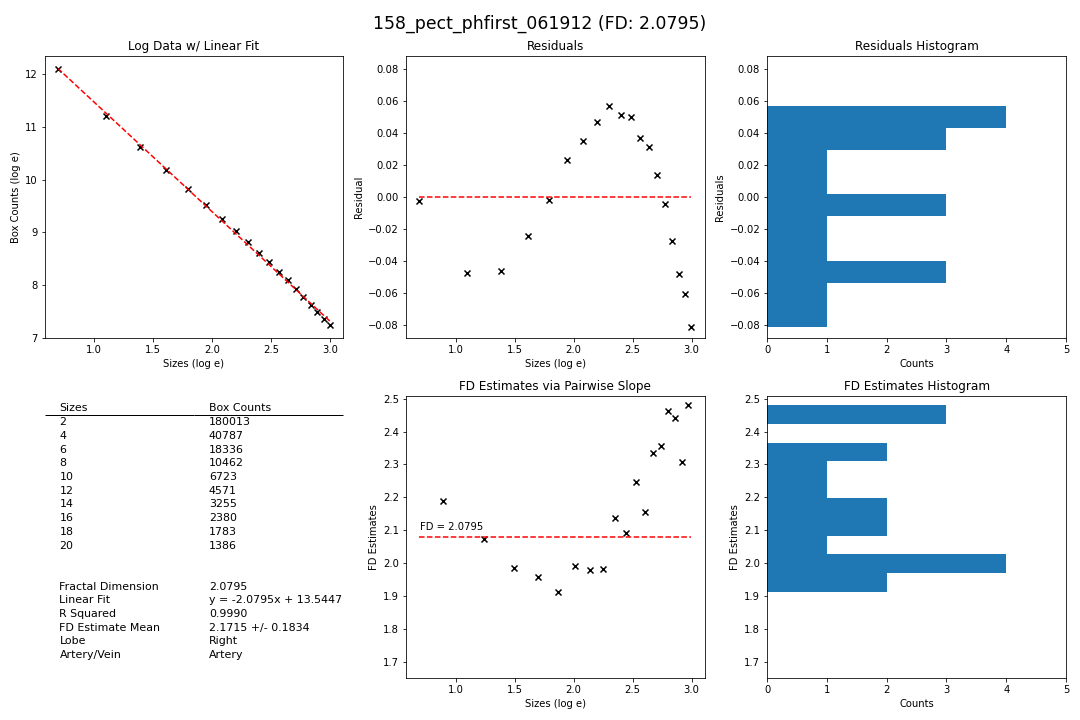 158_pect_phfirst_061912 (FD: 2.0795)
Log Data w/ Linear Fit
Box Counts (log e)
12
11
10
9
8
7
1.0 1.5 2.0 2.5 3.0
Sizes (log e)
Residuals
Residual
0.08
0.06
0.04
0.02
0.00
−0.02
−0.04
−0.06
−0.08
1.0 1.5 2.0 2.5 3.0
Sizes (log e)
Residuals Histogram
Residuals
0.08
0.06
0.04
0.02
0.00
−0.02
−0.04
−0.06
−0.08
0 1 2 3 4 5
Counts
Sizes Box Counts
2 180013
4 40787
6 18336
8 10462
10 6723
12 4571
14 3255
16 2380
18 1783
20 1386
Fractal Dimension 2.0795
Linear Fit y = -2.0795x + 13.5447
R Squared 0.9990
FD Estimate Mean 2.1715 +/- 0.1834
Lobe Right
Artery/Vein Artery
FD Estimates via Pairwise Slope
FD Estimates
2.5
2.4
2.3
2.2
2.1
2.0
1.9
1.8
1.7
FD = 2.0795
1.0 1.5 2.0 2.5 3.0
Sizes (log e)
FD Estimates Histogram
FD Estimates
2.5
2.4
2.3
2.2
2.1
2.0
1.9
1.8
1.7
0 1 2 3 4 5
Counts